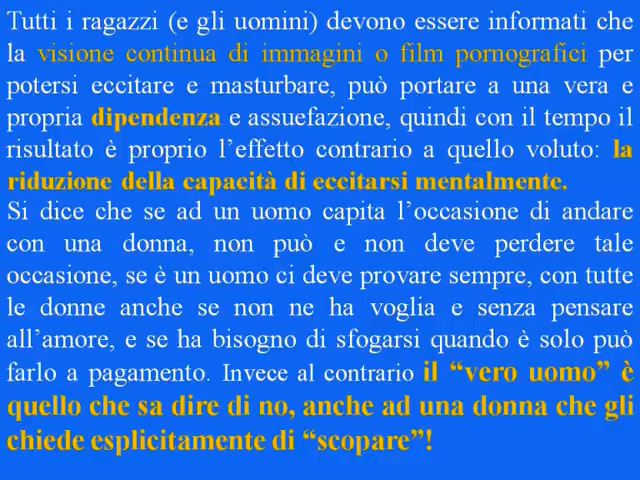 Tutti i ragazzi (e gli uomini) devono essere informati che
la visione continua di immagini o film pornografici per
potersi eccitare e masturbare, può portare a una vera e
propria dipendenza e assuefazione, quindi con il tempo il
risultato è proprio l’effetto contrario a quello voluto: la
riduzione della capacità di eccitarsi mentalmente.
Si dice che se ad un uomo capita l’occasione di andare
con una donna, non può e non deve perdere tale
occasione, se è un uomo ci deve provare sempre, con tutte
le donne anche se non ne ha voglia e senza pensare
all’amore, e se ha bisogno di sfogarsi quando è solo può
farlo a pagamento. Invece al contrario il “vero uomo” è
quello che sa dire di no, anche ad una donna che gli
chiede esplicitamente di “scopare”!